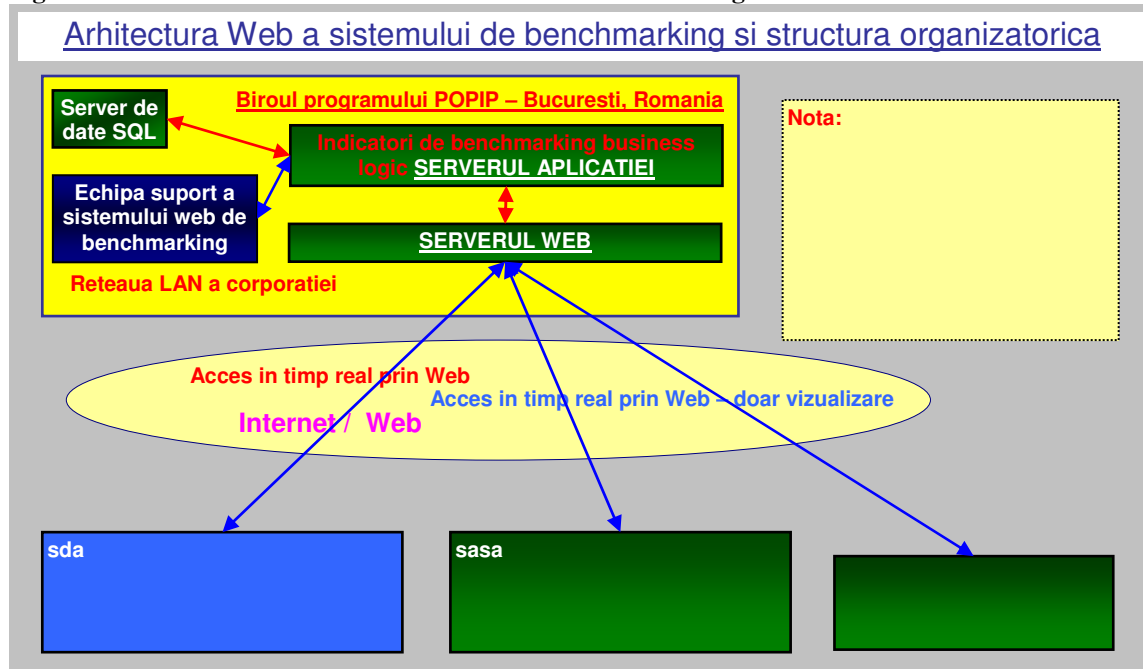 Arhitectura Web a sistemului de benchmarking si structura organizatorica
Server de
date SQL
Biroul programului POPIP – Bucuresti, Romania
Indicatori de benchmarking business
logic SERVERUL APLICATIEI
Echipa suport a
sistemului web de
benchmarking
SERVERUL WEB
Reteaua LAN a corporatiei
Nota:
Acces in timp real prin Web
Acces in timp real prin Web – doar vizualizare
Internet / Web
sda
sasa